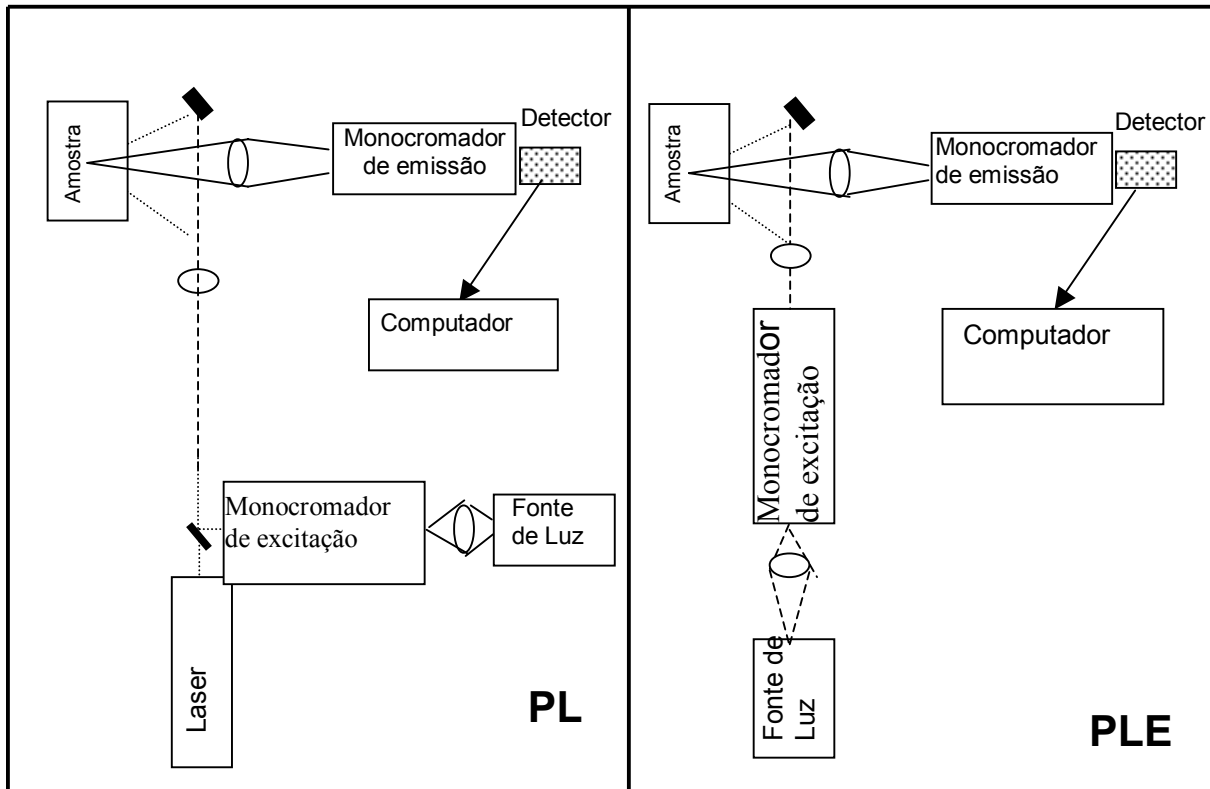 Amostra
Monocromador
de emissão
Detector
Computador
Monocromador
de excitação
Fonte
de Luz
Laser
PL
Amostra
Monocromador
de emissão
Detector
Computador
Monocromador
de excitação
Fonte de
Luz
PLE